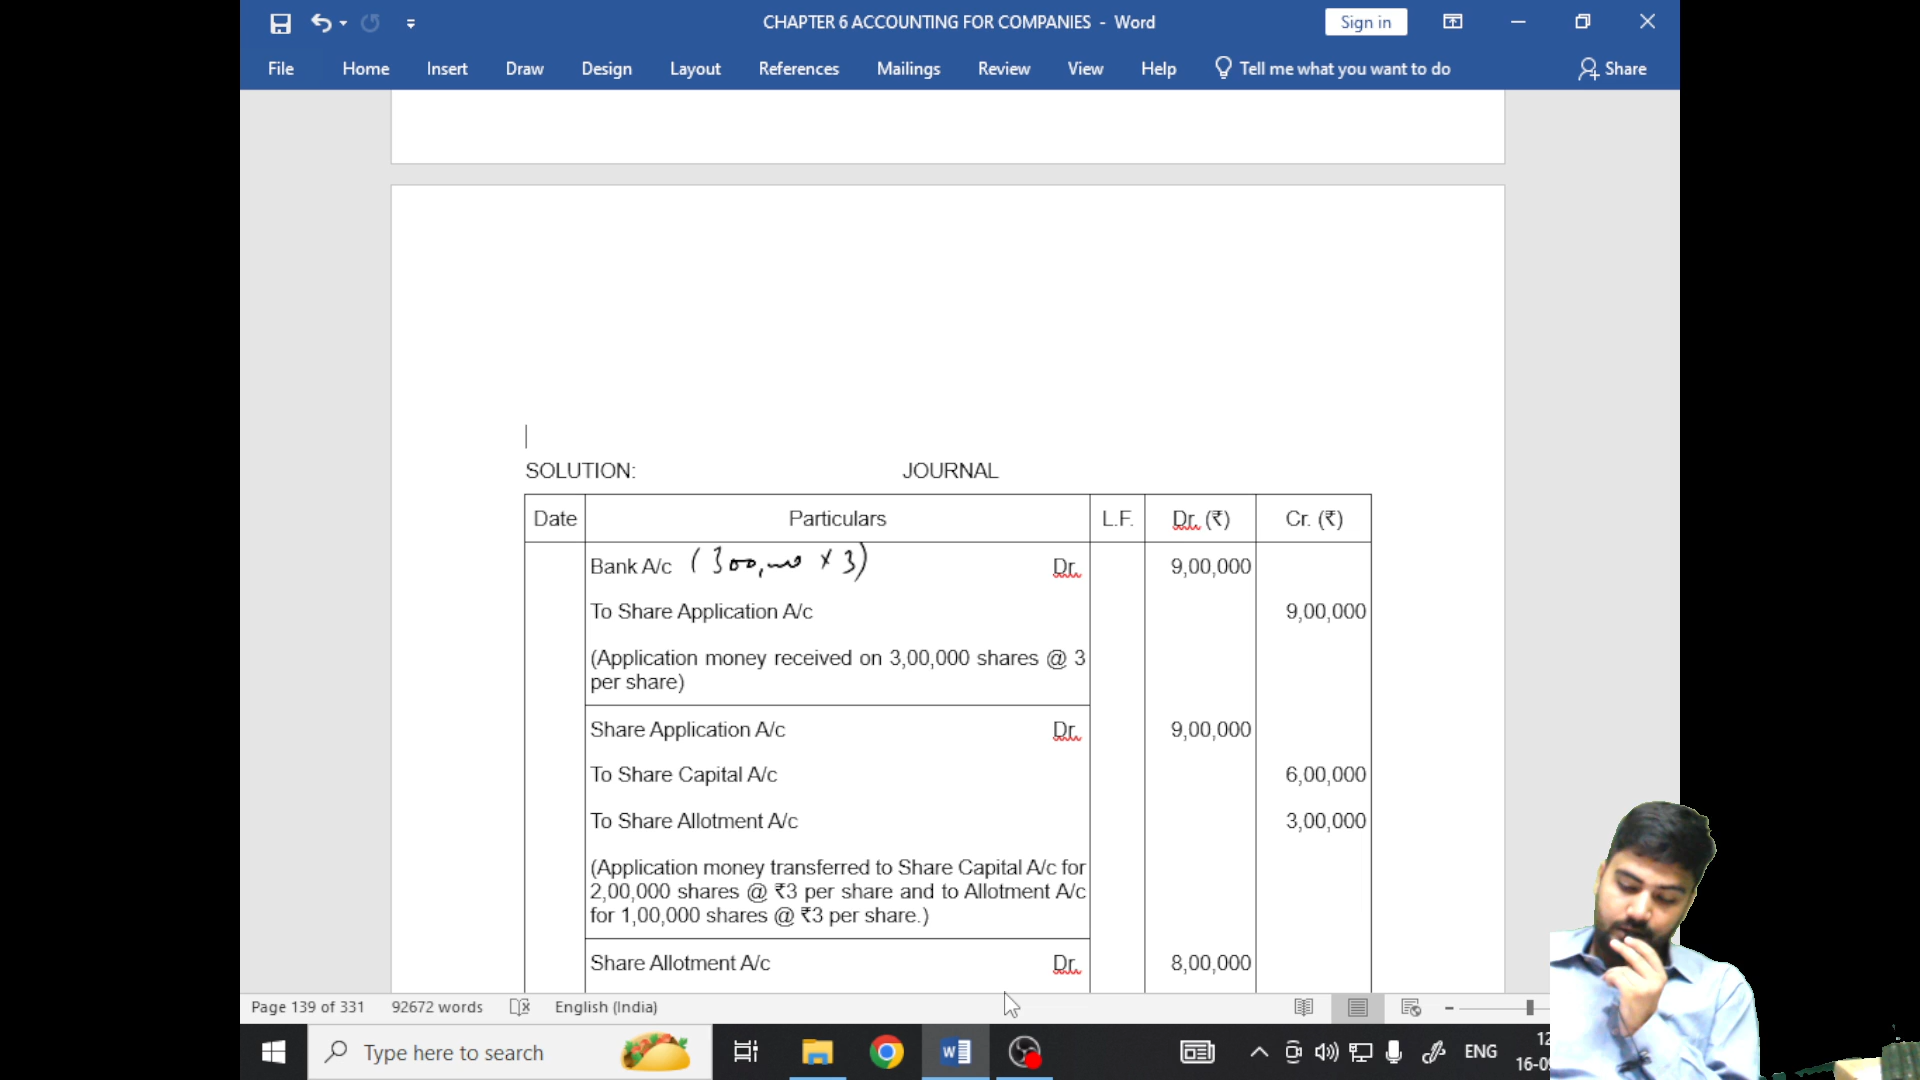 CHAPTER 6 ACCOUNTING FOR COMPANIES - Word
Sign in
File Home Insert Draw Design Layout References Mailings Review View Help Tell me what you want to do Share
SOLUTION: JOURNAL
Date Particulars L.F. Dr. (₹) Cr. (₹)
Bank A/c (300,000 × 3) Dr. 9,00,000
To Share Application A/c 9,00,000
(Application money received on 3,00,000 shares @ 3
per share)
Share Application A/c Dr. 9,00,000
To Share Capital A/c 6,00,000
To Share Allotment A/c 3,00,000
(Application money transferred to Share Capital A/c for
2,00,000 shares @ ₹3 per share and to Allotment A/c
for 1,00,000 shares @ ₹3 per share.)
Share Allotment A/c Dr. 8,00,000
Page 139 of 331 92672 words English (India)
Type here to search
ENG